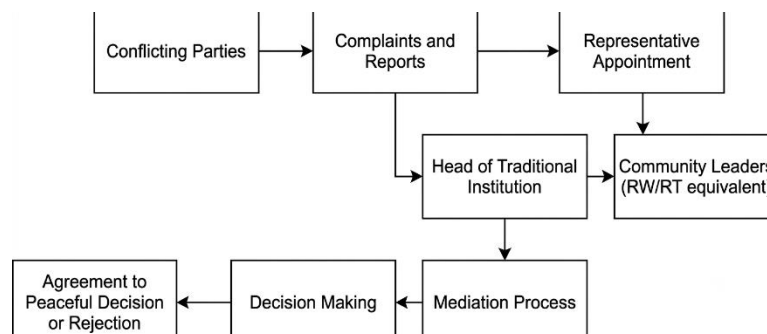 Conflicting Parties
Complaints and
Reports
Representative
Appointment
Head of Traditional
Institution
Community Leaders
(RW/RT equivalent)
Agreement to
Peaceful Decision
or Rejection
Decision Making
Mediation Process